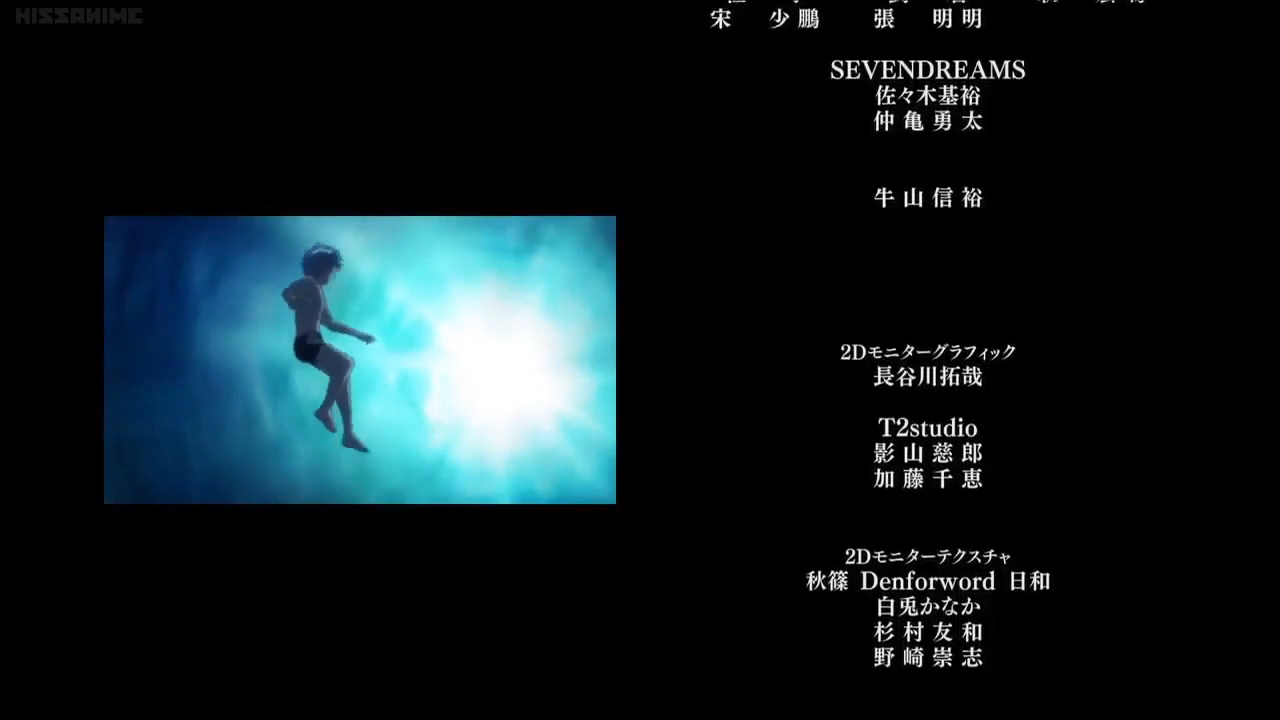 KISSANIME
宋 少鵬 張 明明
SEVENDREAMS
佐々木基裕
仲亀勇太
牛山信裕
2Dモニターグラフィック
長谷川拓哉
T2studio
影山慈郎
加藤千恵
2Dモニターテクスチャ
秋篠 Denforword 日和
白兎かなか
杉村友和
野崎崇志